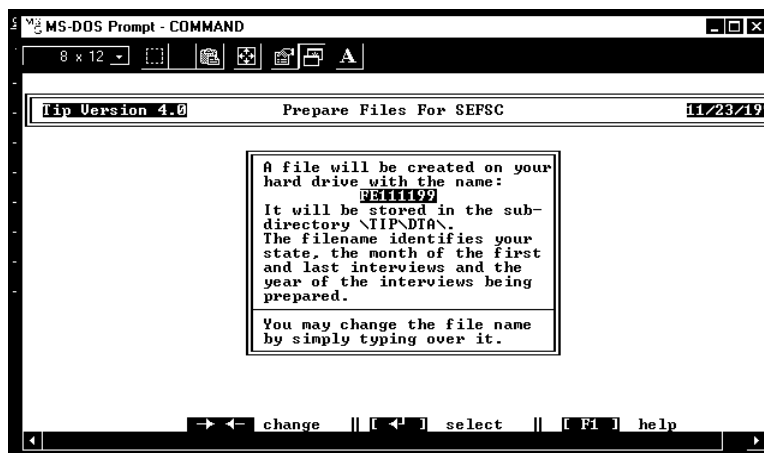 MS-DOS Prompt - COMMAND
8 x 12
A
Tip Version 4.0 Prepare Files For SEFSC 11/23/19
A file will be created on your
hard drive with the name:
FE111199
It will be stored in the sub-
directory \TIP\DTA\.
The filename identifies your
state, the month of the first
and last interviews and the
year of the interviews being
prepared.
You may change the file name
by simply typing over it.
→ ← change || [ ↵ ] select || [ F1 ] help